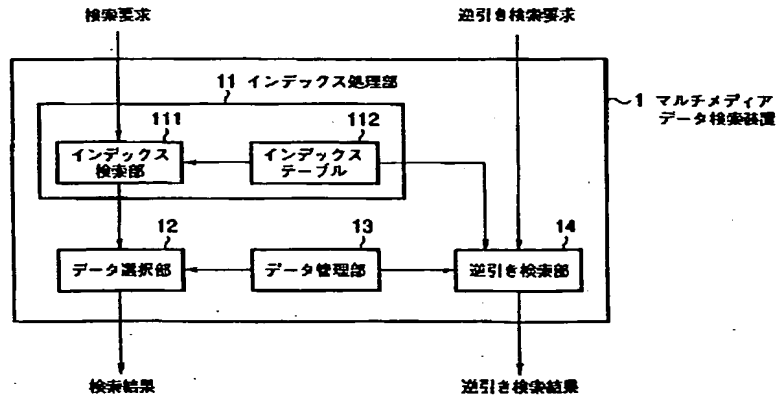 検索要求
逆引き検索要求
11 インデックス処理部
1 マルチメディア
データ検索装置
111
112
インデックス
検索部
インデックス
テーブル
12
13
14
データ選択部
データ管理部
逆引き検索部
検索結果
逆引き検索結果